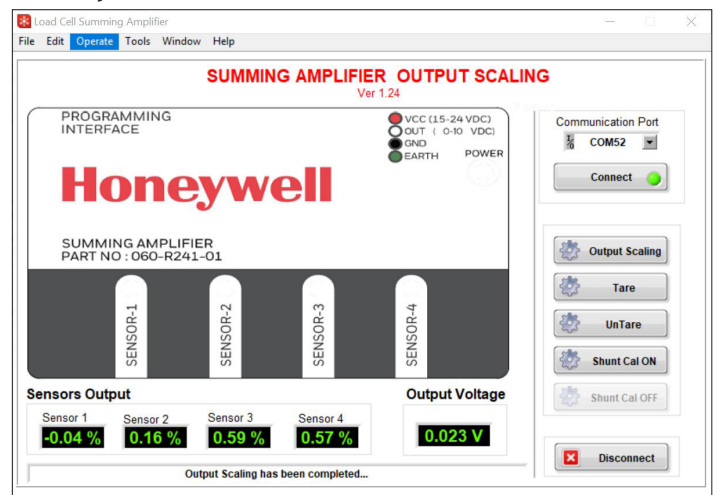 Load Cell Summing Amplifier
File Edit Operate Tools Window Help
SUMMING AMPLIFIER OUTPUT SCALING
Ver 1.24
PROGRAMMING
INTERFACE
VCC (15-24 VDC)
OUT ( 0-10 VDC)
GND
EARTH
POWER
Honeywell
SUMMING AMPLIFIER
PART NO : 060-R241-01
SENSOR-1
SENSOR-2
SENSOR-3
SENSOR-4
Sensors Output
Sensor 1 Sensor 2 Sensor 3 Sensor 4
-0.04 % 0.16 % 0.59 % 0.57 %
Output Voltage
0.023 V
Output Scaling has been completed...
Communication Port
COM52
Connect
Output Scaling
Tare
UnTare
Shunt Cal ON
Shunt Cal OFF
Disconnect